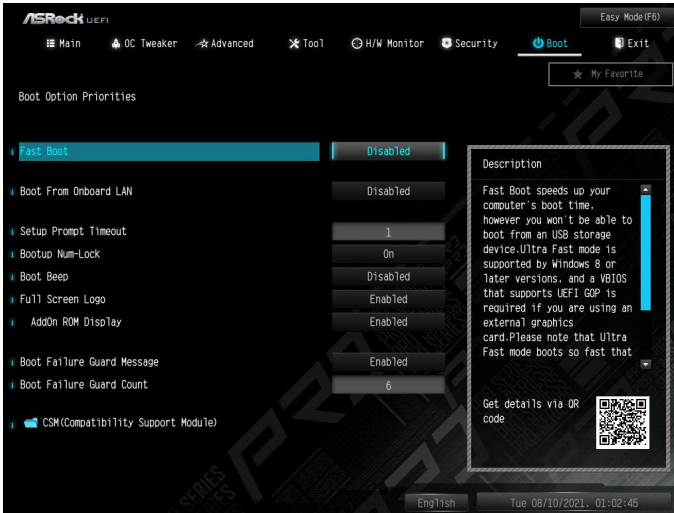 ASRock UEFI
Easy Mode(F6)
Main
OC Tweaker
Advanced
Tool
H/W Monitor
Security
Boot
Exit
My Favorite
Boot Option Priorities
Fast Boot
Disabled
Boot From Onboard LAN
Disabled
Setup Prompt Timeout
1
Bootup Num-Lock
On
Boot Beep
Disabled
Full Screen Logo
Enabled
AddOn ROM Display
Enabled
Boot Failure Guard Message
Enabled
Boot Failure Guard Count
6
CSM(Compatibility Support Module)
Description
Fast Boot speeds up your
computer's boot time,
however you won't be able to
boot from an USB storage
device.Ultra Fast mode is
supported by Windows 8 or
later versions, and a VBIOS
that supports UEFI GOP is
required if you are using an
external graphics
card.Please note that Ultra
Fast mode boots so fast that
Get details via QR
code
English
Tue 08/10/2021, 01:02:45